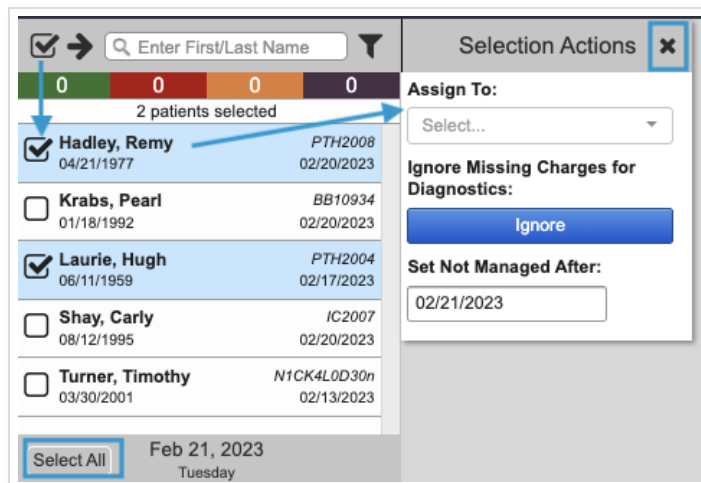 Enter First/Last Name
Selection Actions
0 0 0 0
2 patients selected
Hadley, Remy PTH2008
04/21/1977 02/20/2023
Krabs, Pearl BB10934
01/18/1992 02/20/2023
Laurie, Hugh PTH2004
06/11/1959 02/17/2023
Shay, Carly IC2007
08/12/1995 02/20/2023
Turner, Timothy N1CK4L0D30n
03/30/2001 02/13/2023
Select All
Feb 21, 2023
Tuesday
Assign To:
Select...
Ignore Missing Charges for
Diagnostics:
Ignore
Set Not Managed After:
02/21/2023